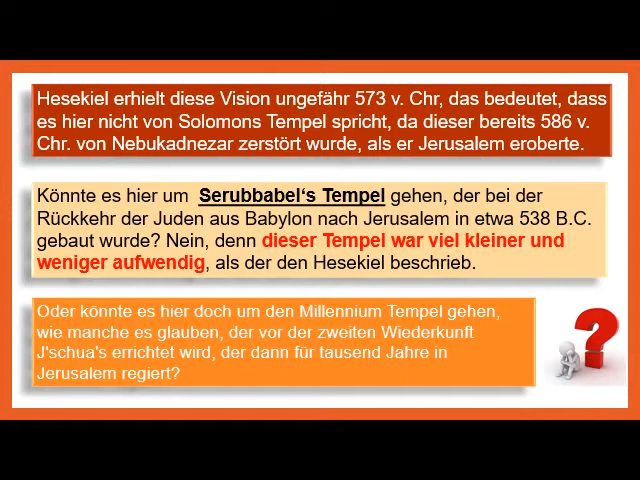 Hesekiel erhielt diese Vision ungefähr 573 v. Chr, das bedeutet, dass
es hier nicht von Solomons Tempel spricht, da dieser bereits 586 v.
Chr. von Nebukadnezar zerstört wurde, als er Jerusalem eroberte.
Könnte es hier um Serubbabel‘s Tempel gehen, der bei der
Rückkehr der Juden aus Babylon nach Jerusalem in etwa 538 B.C.
gebaut wurde? Nein, denn dieser Tempel war viel kleiner und
weniger aufwendig, als der den Hesekiel beschrieb.
Oder könnte es hier doch um den Millennium Tempel gehen,
wie manche es glauben, der vor der zweiten Wiederkunft
J'schua's errichtet wird, der dann für tausend Jahre in
Jerusalem regiert?